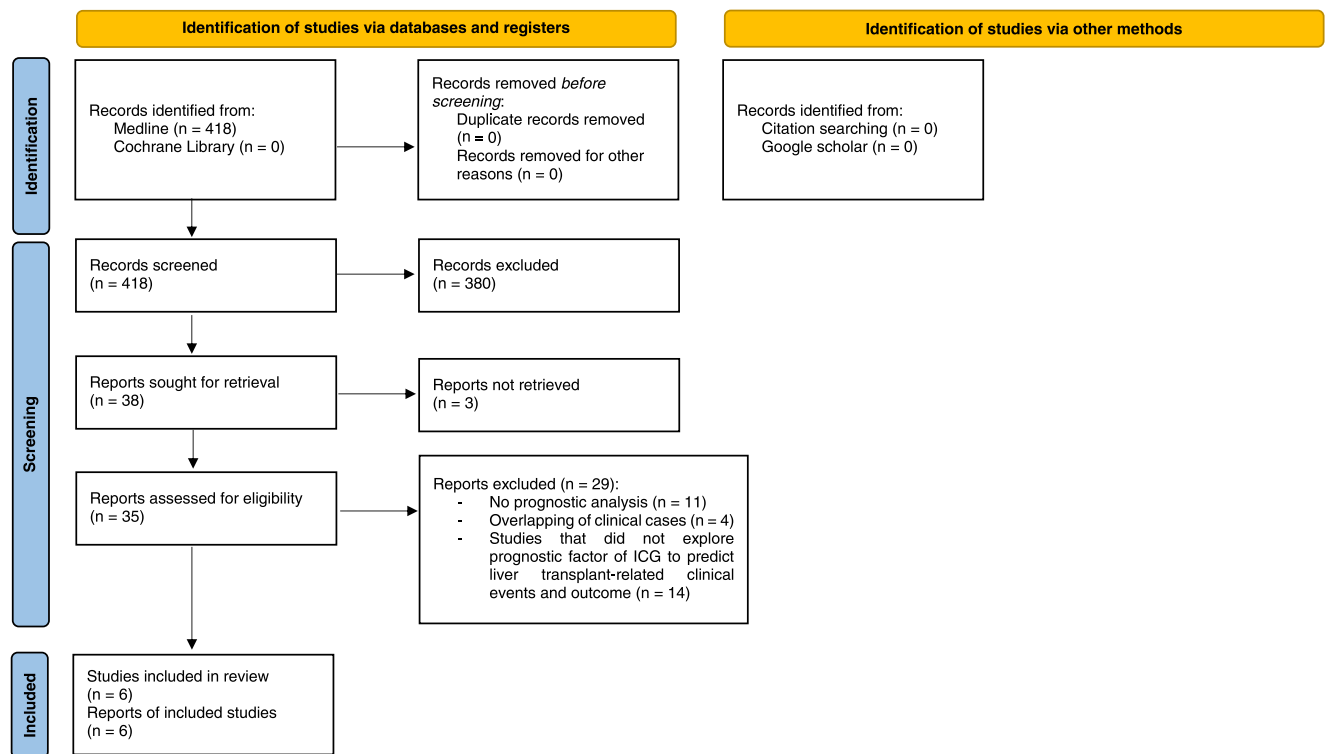 Identification of studies via databases and registers
Identification of studies via other methods
Identification
Records identified from:
Medline (n = 418)
Cochrane Library (n = 0)
Records removed before
screening:
Duplicate records removed
(n = 0)
Records removed for other
reasons (n = 0)
Records identified from:
Citation searching (n = 0)
Google scholar (n = 0)
Screening
Records screened
(n = 418)
Records excluded
(n = 380)
Reports sought for retrieval
(n = 38)
Reports not retrieved
(n = 3)
Reports assessed for eligibility
(n = 35)
Reports excluded (n = 29):
- No prognostic analysis (n = 11)
- Overlapping of clinical cases (n = 4)
- Studies that did not explore
prognostic factor of ICG to predict
liver transplant-related clinical
events and outcome (n = 14)
Included
Studies included in review
(n = 6)
Reports of included studies
(n = 6)